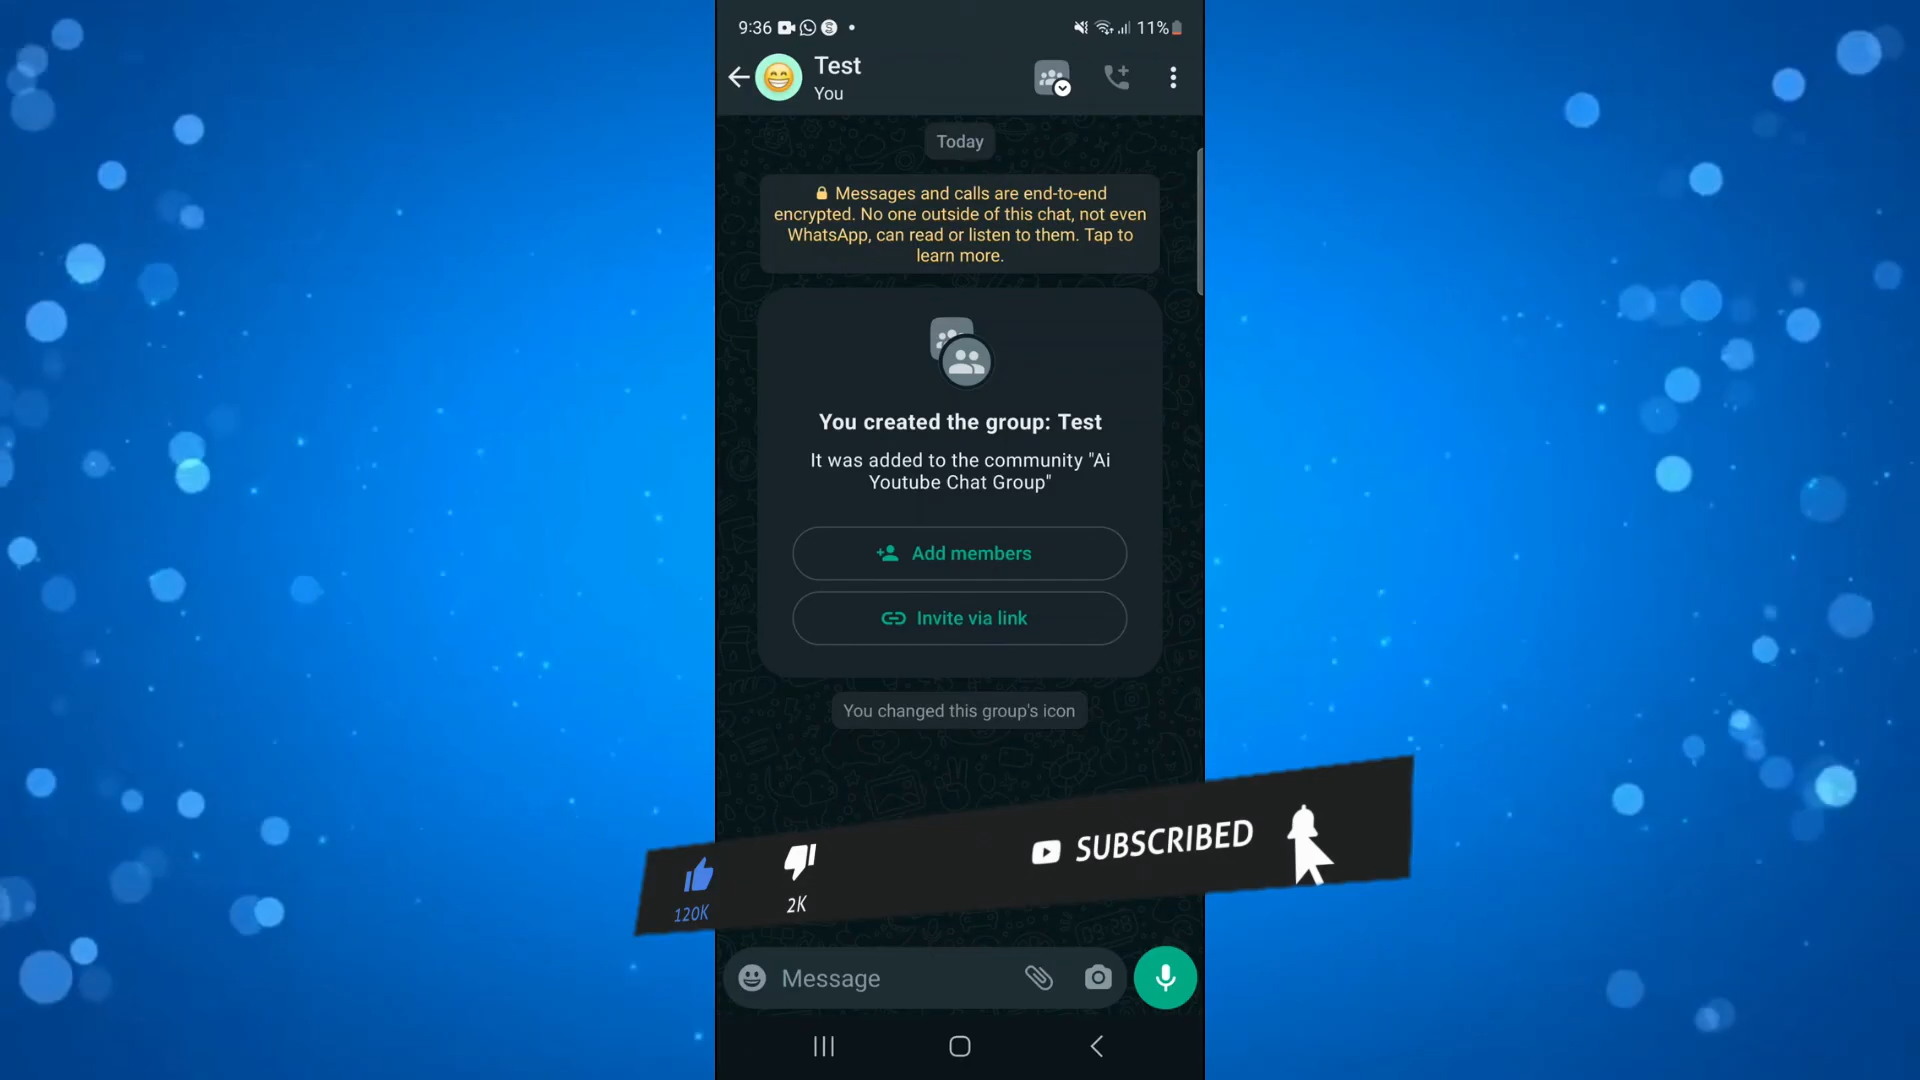 9:36
11%
Test
You
Today
Messages and calls are end-to-end
encrypted. No one outside of this chat, not even
WhatsApp, can read or listen to them. Tap to
learn more.
You created the group: Test
It was added to the community "Ai
Youtube Chat Group"
Add members
Invite via link
You changed this group's icon
SUBSCRIBED
120K
2K
Message